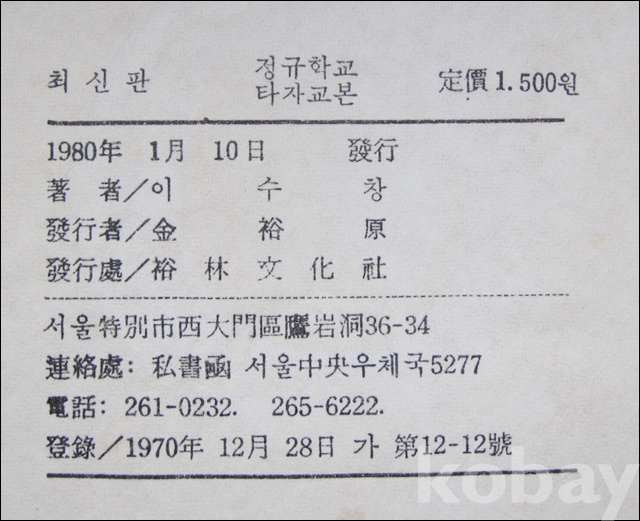 최신판 정규학교 타자교본 定價 1.500원
1980年 1月 10日 發行
著者/이수창
發行者/金裕原
發行處/裕林文化社
서울特別市西大門區鷹岩洞36-34
連絡處: 私書函 서울中央우체국5277
電話: 261-0232. 265-6222.
登錄/1970年 12月 28日 가 第12-12號
kobay